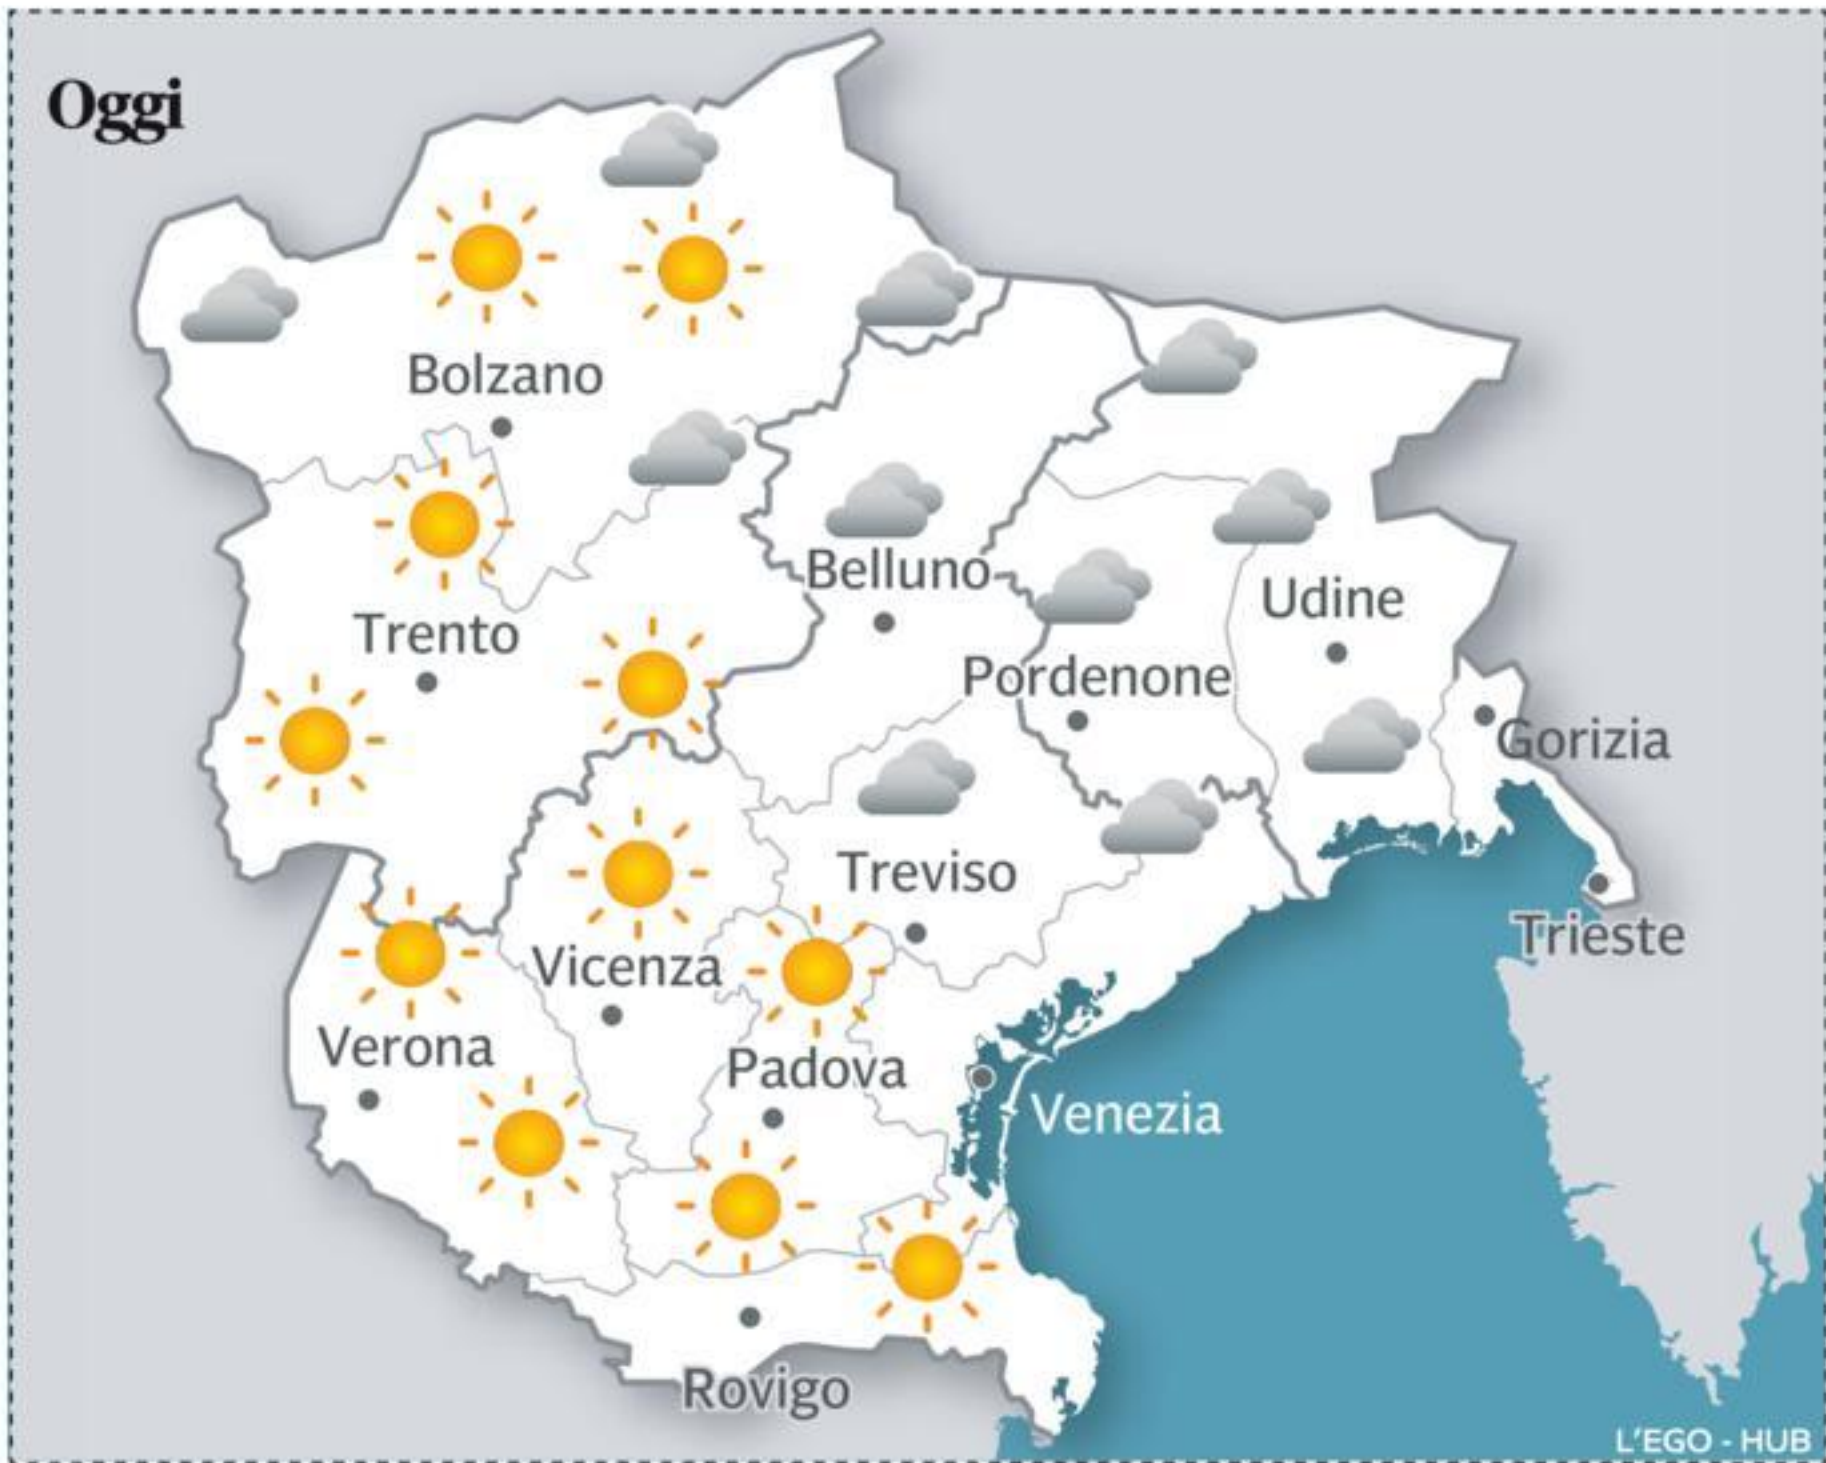 Oggi
Bolzano
Trento
Belluno
Udine
Pordenone
Gorizia
Treviso
Trieste
Vicenza
Verona
Padova
Venezia
Rovigo
L'EGO - HUB